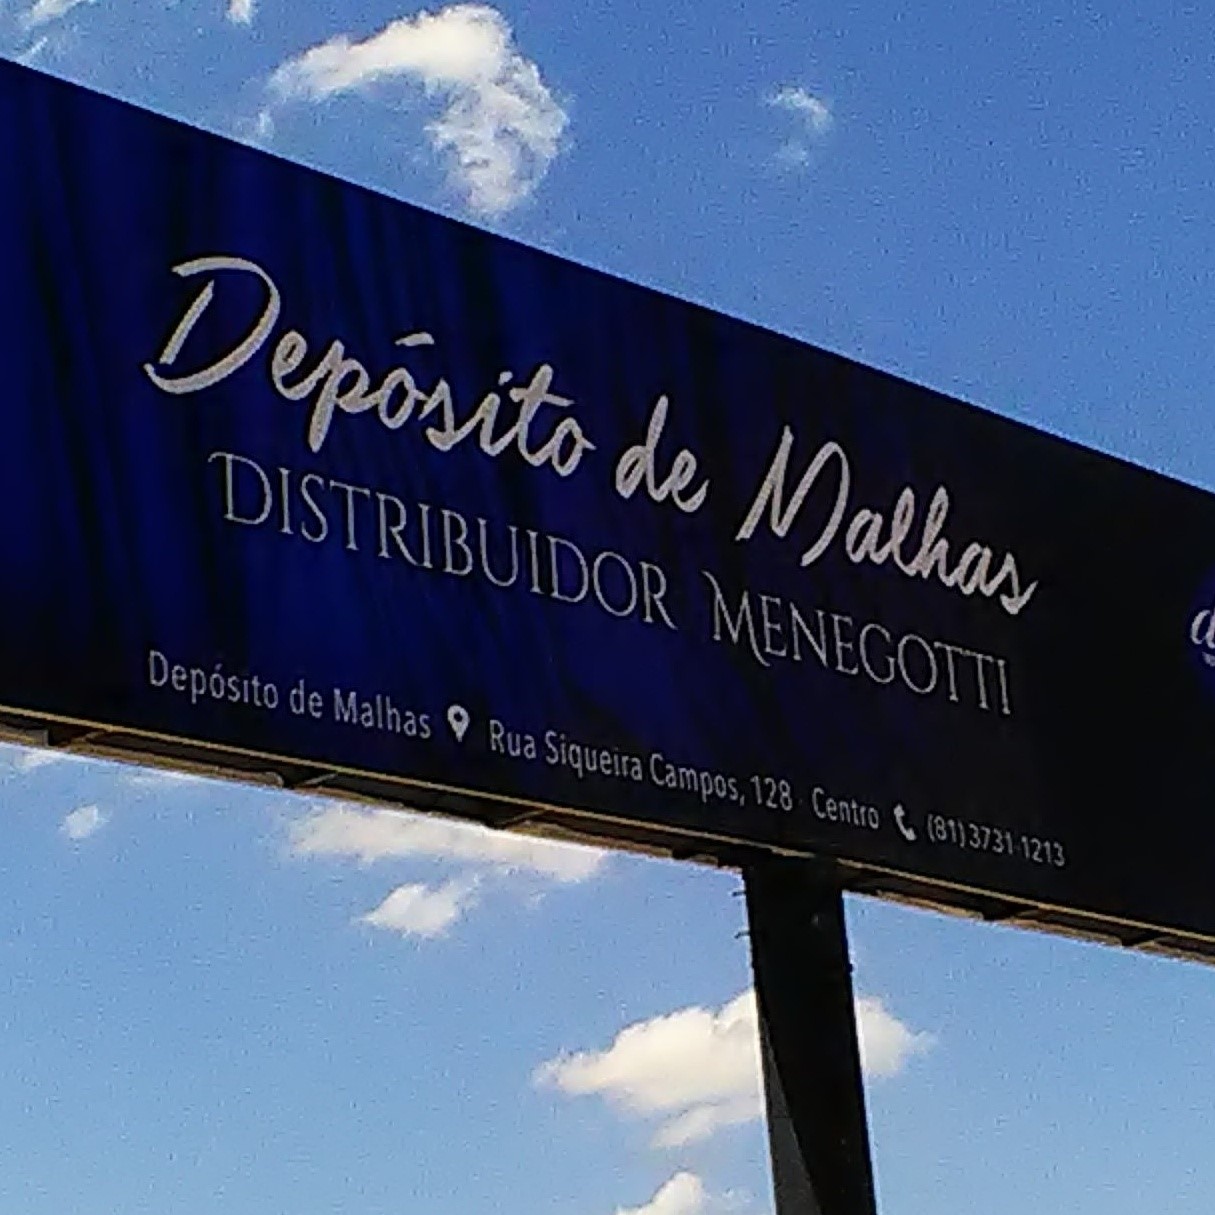 Depósito de Malhas
DISTRIBUIDOR MENEGOTTI
Depósito de Malhas Rua Siqueira Campos, 128 Centro (81) 3731-1213